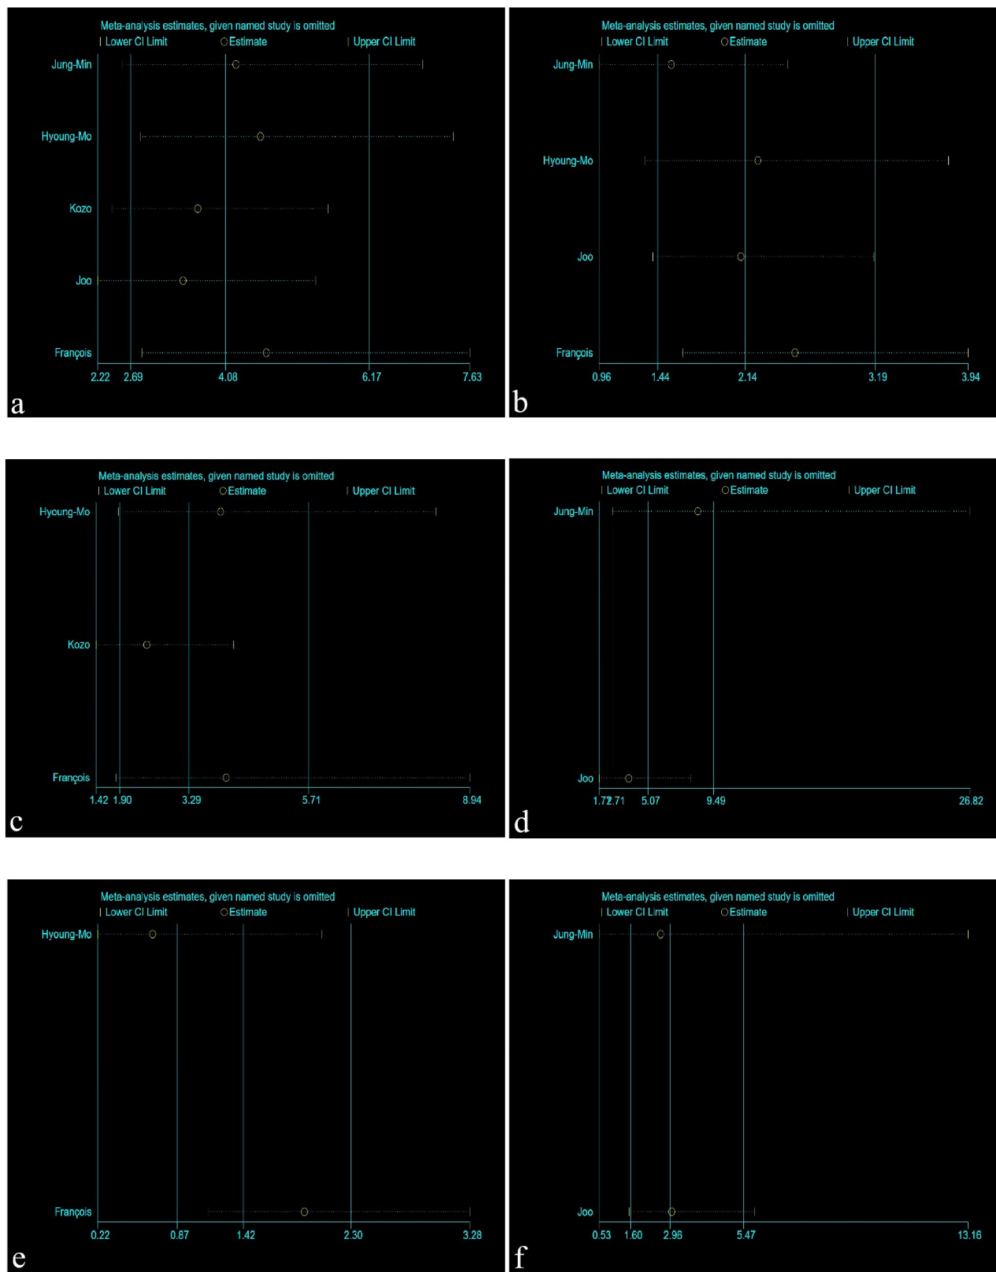 Meta-analysis estimates, given named study is omitted
Lower CI Limit Estimate Upper CI Limit
Jung-Min
Hyoung-Mo
Kozo
Joo
François
2.22 2.69 4.08 6.17 7.63
a
Meta-analysis estimates, given named study is omitted
Lower CI Limit Estimate Upper CI Limit
Jung-Min
Hyoung-Mo
Joo
François
0.96 1.44 2.14 3.19 3.94
b
Meta-analysis estimates, given named study is omitted
Lower CI Limit Estimate Upper CI Limit
Hyoung-Mo
Kozo
François
1.42 1.90 3.29 5.71 8.94
c
Meta-analysis estimates, given named study is omitted
Lower CI Limit Estimate Upper CI Limit
Jung-Min
Joo
2.71 5.07 9.49 26.82
d
Meta-analysis estimates, given named study is omitted
Lower CI Limit Estimate Upper CI Limit
Hyoung-Mo
François
0.22 0.87 1.42 2.30 3.28
e
Meta-analysis estimates, given named study is omitted
Lower CI Limit Estimate Upper CI Limit
Jung-Min
Joo
0.53 1.60 2.96 5.47 13.16
f